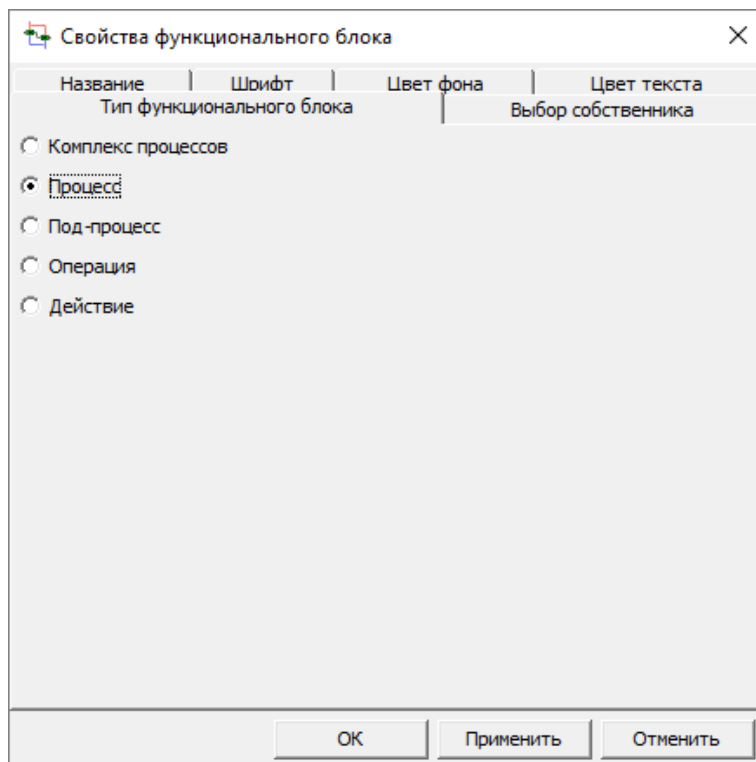 Свойства функционального блока
Название Шрифт Цвет фона Цвет текста
Тип функционального блока Выбор собственника
Комплекс процессов
Процесс
Под-процесс
Операция
Действие
ОК Применить Отменить